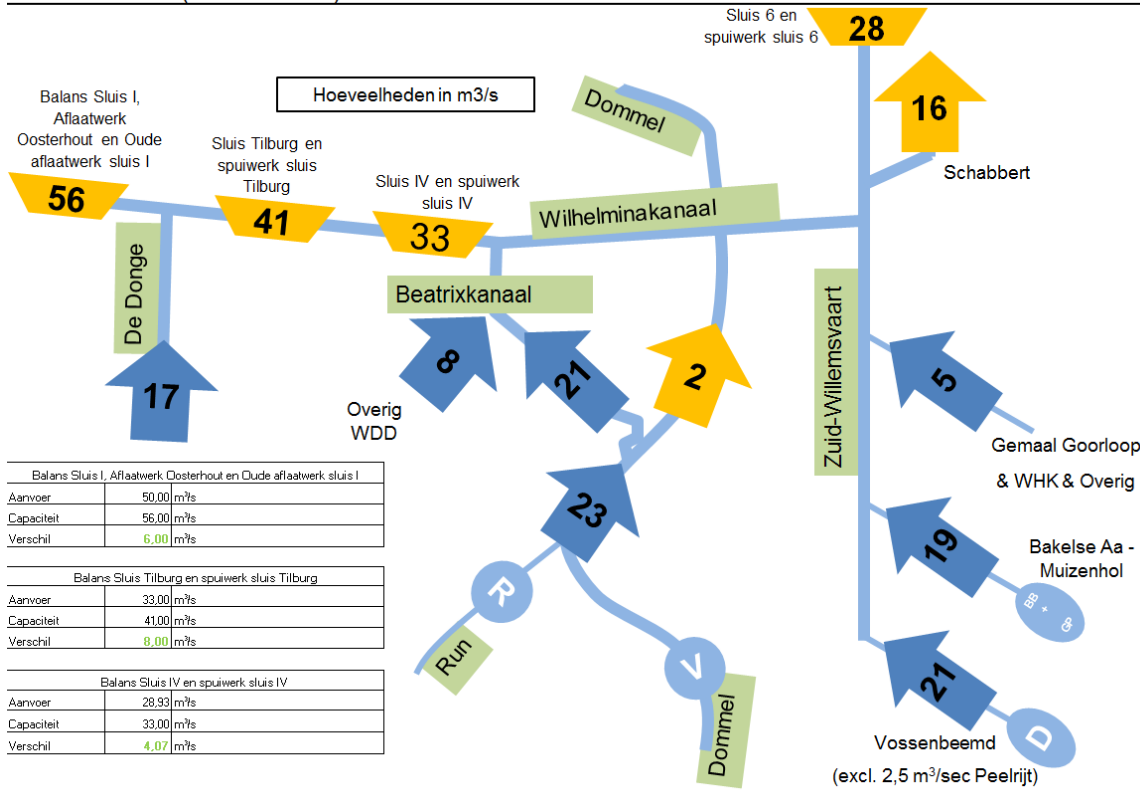 Sluis 6 en
spuiwerk sluis 6
28
Hoeveelheden in m3/s
Dommel
16
Schabbert
Balans Sluis I,
Aflaatwerk
Oosterhout en Oude
aflaatwerk sluis I
56
Sluis Tilburg en
spuiwerk sluis
Tilburg
41
Sluis IV en spuiwerk
sluis IV
33
Wilhelminakanaal
De Donge
17
Beatrixkanaal
8
Overig
WDD
21
2
23
Zuid-Willemsvaart
5
Gemaal Goorloop
& WHK & Overig
19
Bakelse Aa -
Muizenhol
BB
+
GP
21
D
Vossenbeemd
(excl. 2,5 m³/sec Peelrijt)
R
Run
V
Dommel
Balans Sluis I, Aflaatwerk Oosterhout en Oude aflaatwerk sluis I
Aanvoer 50,00 m³/s
Capaciteit 56,00 m³/s
Verschil 6,00 m³/s
Balans Sluis Tilburg en spuiwerk sluis Tilburg
Aanvoer 33,00 m³/s
Capaciteit 41,00 m³/s
Verschil 8,00 m³/s
Balans Sluis IV en spuiwerk sluis IV
Aanvoer 28,93 m³/s
Capaciteit 33,00 m³/s
Verschil 4,07 m³/s